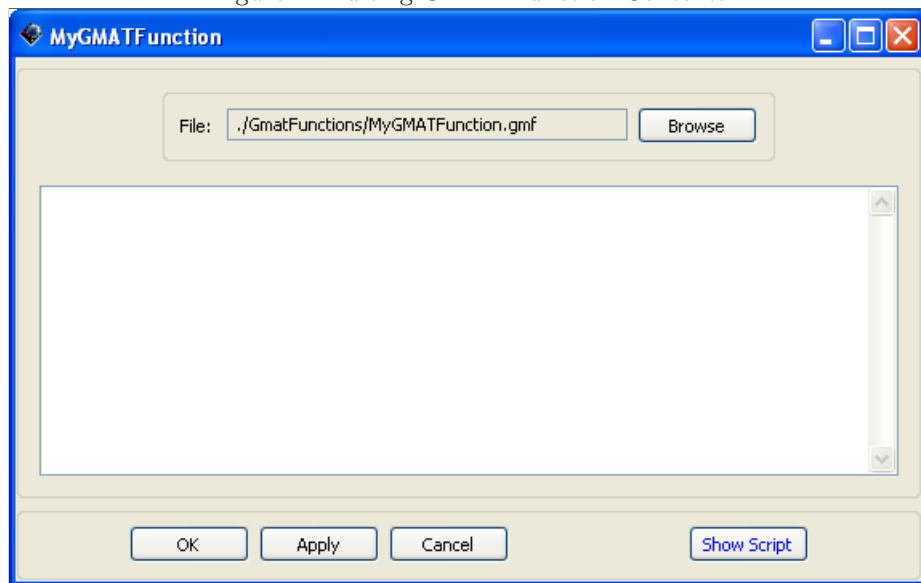 MyGMATFunction
File: ./GmatFunctions/MyGMATFunction.gmf Browse
OK Apply Cancel Show Script